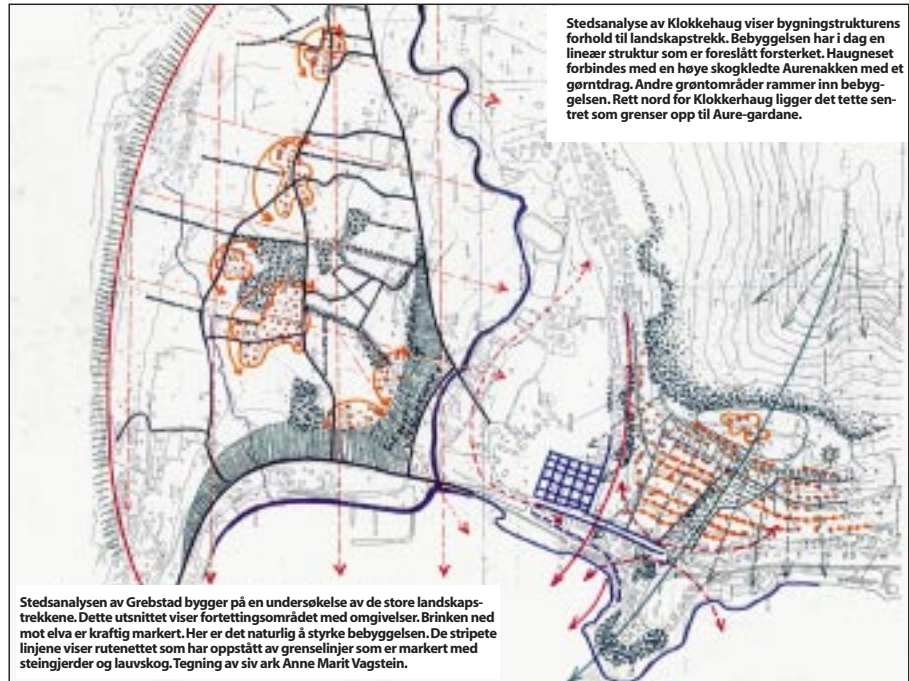 Stedsanalyse av Klokkehaug viser bygningstrukturens
forhold til landskapstrekk. Bebyggelsen har i dag en
lineær struktur som er foreslått forsterket. Haugneset
forbindes med en høye skogkledte Aurenakken med et
gørntdrag. Andre grøntområder rammer inn bebyg-
gelsen. Rett nord for Klokkerhaug ligger det tette sen-
tret som grenser opp til Aure-gardane.
Stedsanalysen av Grebstad bygger på en undersøkelse av de store landskaps-
trekkene. Dette utsnittet viser fortettingsområdet med omgivelser. Brinken ned
mot elva er kraftig markert. Her er det naturlig å styrke bebyggelsen. De stripete
linjene viser rutenettet som har oppstått av grenselinjer som er markert med
steingjerder og lauvskog. Tegning av siv ark Anne Marit Vagstein.